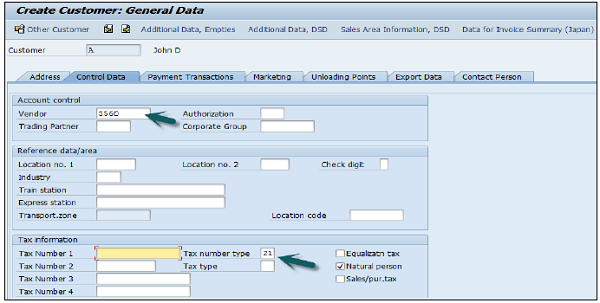 Create Customer: General Data
Other Customer Additional Data, Empties Additional Data, DSD Sales Area Information, DSD Data for Invoice Summary (Japan)
Customer A John D
Address Control Data Payment Transactions Marketing Unloading Points Export Data Contact Person
Account control
Vendor 3560 Authorization
Trading Partner Corporate Group
Reference data/area
Location no. 1 Location no. 2 Check digit
Industry
Train station
Express station
Transport.zone Location code
Tax information
Tax Number 1 Tax number type 21 Equalizatn tax
Tax Number 2 Tax type Natural person
Tax Number 3 Sales/pur.tax
Tax Number 4